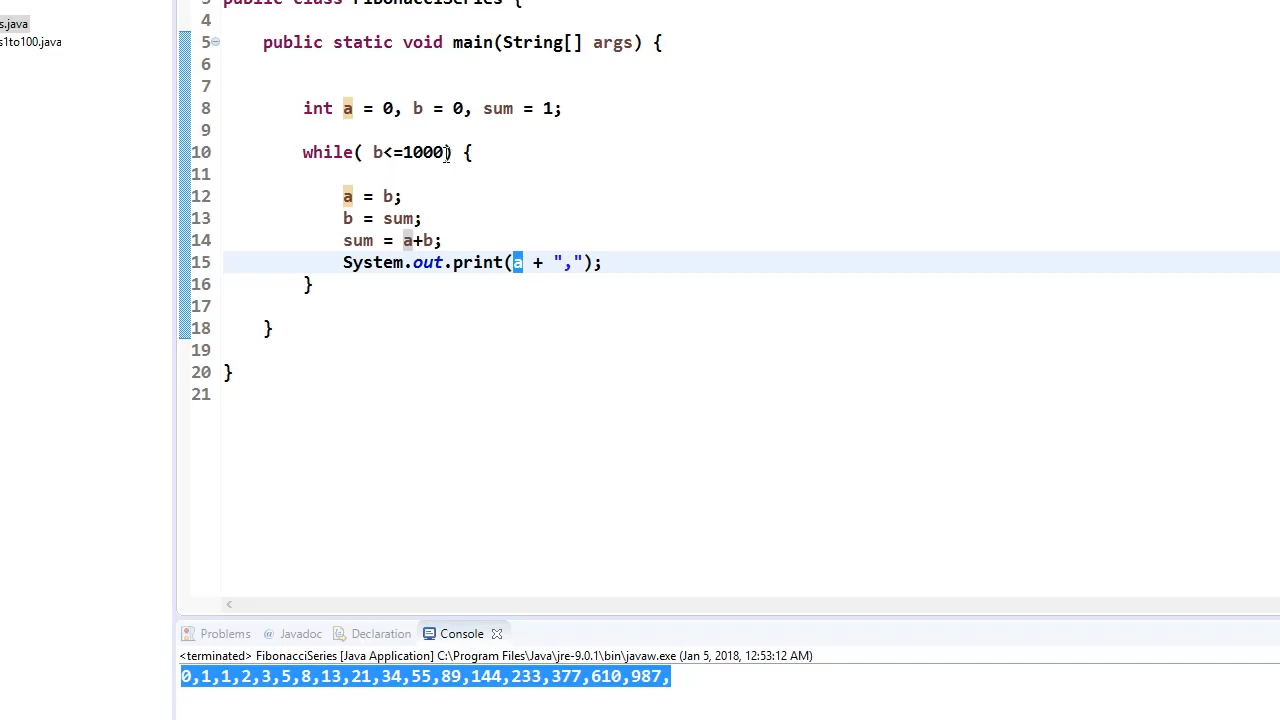 s.java
s1to100.java
public class FibonacciSeries {
4
5 public static void main(String[] args) {
6
7
8 int a = 0, b = 0, sum = 1;
9
10 while( b<=1000) {
11
12 a = b;
13 b = sum;
14 sum = a+b;
15 System.out.print(a + ",");
16 }
17
18 }
19
20 }
21
Problems @ Javadoc Declaration Console
<terminated> FibonacciSeries [Java Application] C:\Program Files\Java\jre-9.0.1\bin\javaw.exe (Jan 5, 2018, 12:53:12 AM)
0,1,1,2,3,5,8,13,21,34,55,89,144,233,377,610,987,